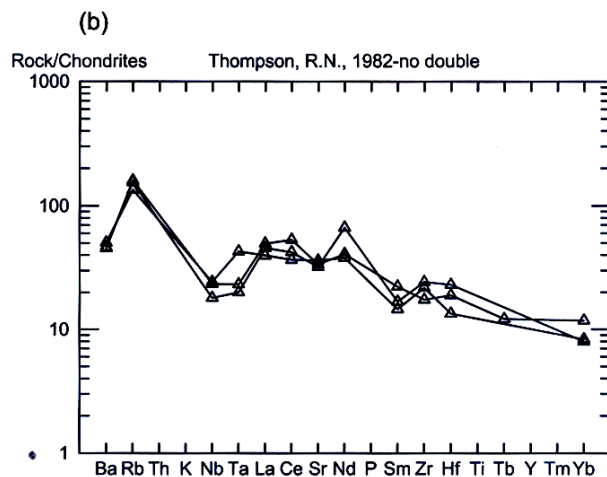 (b)
Rock/Chondrites Thompson, R.N., 1982-no double
1000
100
10
1
Ba Rb Th K Nb Ta La Ce Sr Nd P Sm Zr Hf Ti Tb Y Tm Yb